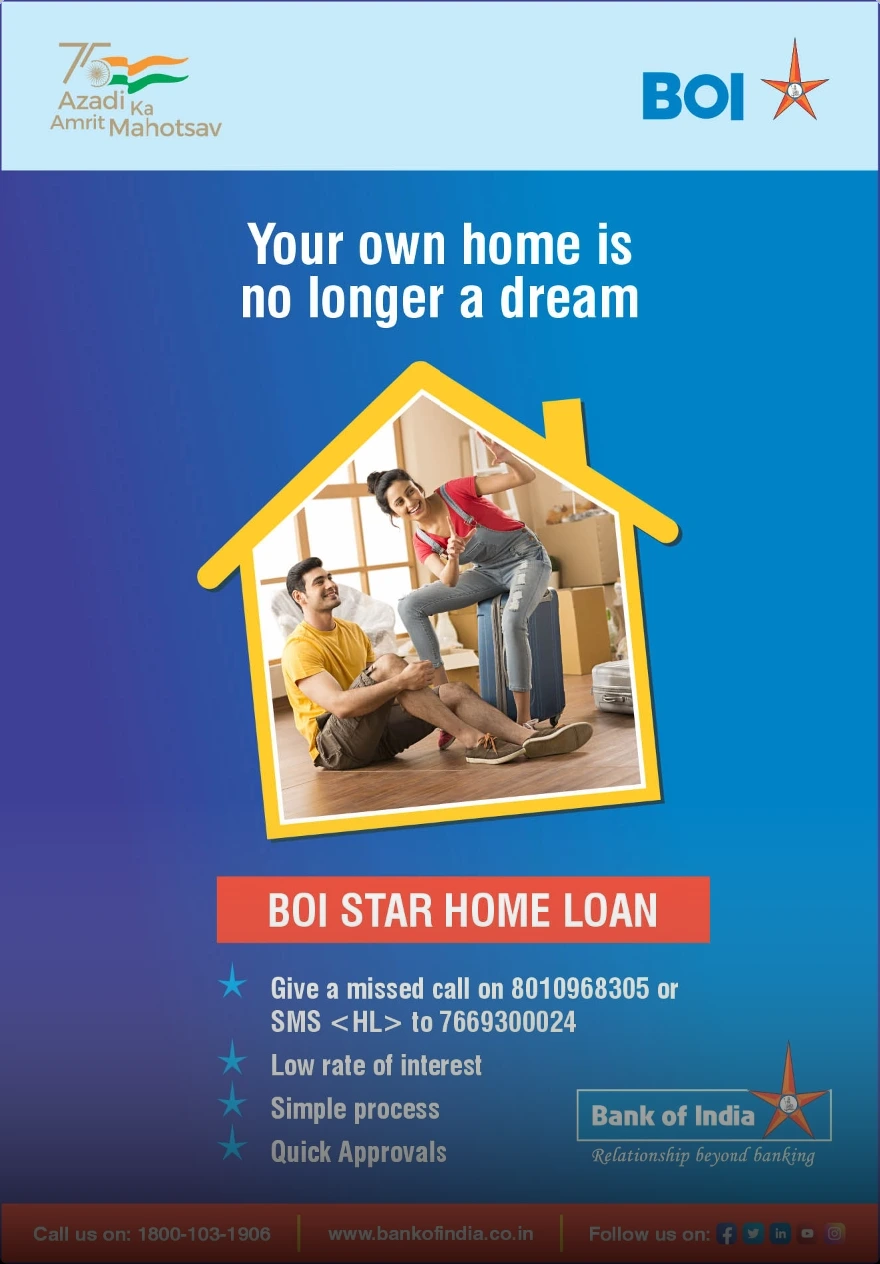 75
Azadi Ka
Amrit Mahotsav
BOI
Your own home is
no longer a dream
BOI STAR HOME LOAN
Give a missed call on 8010968305 or
SMS <HL> to 7669300024
Low rate of interest
Simple process
Quick Approvals
Bank of India
Relationship beyond banking
Call us on: 1800-103-1906
www.bankofindia.co.in
Follow us on: